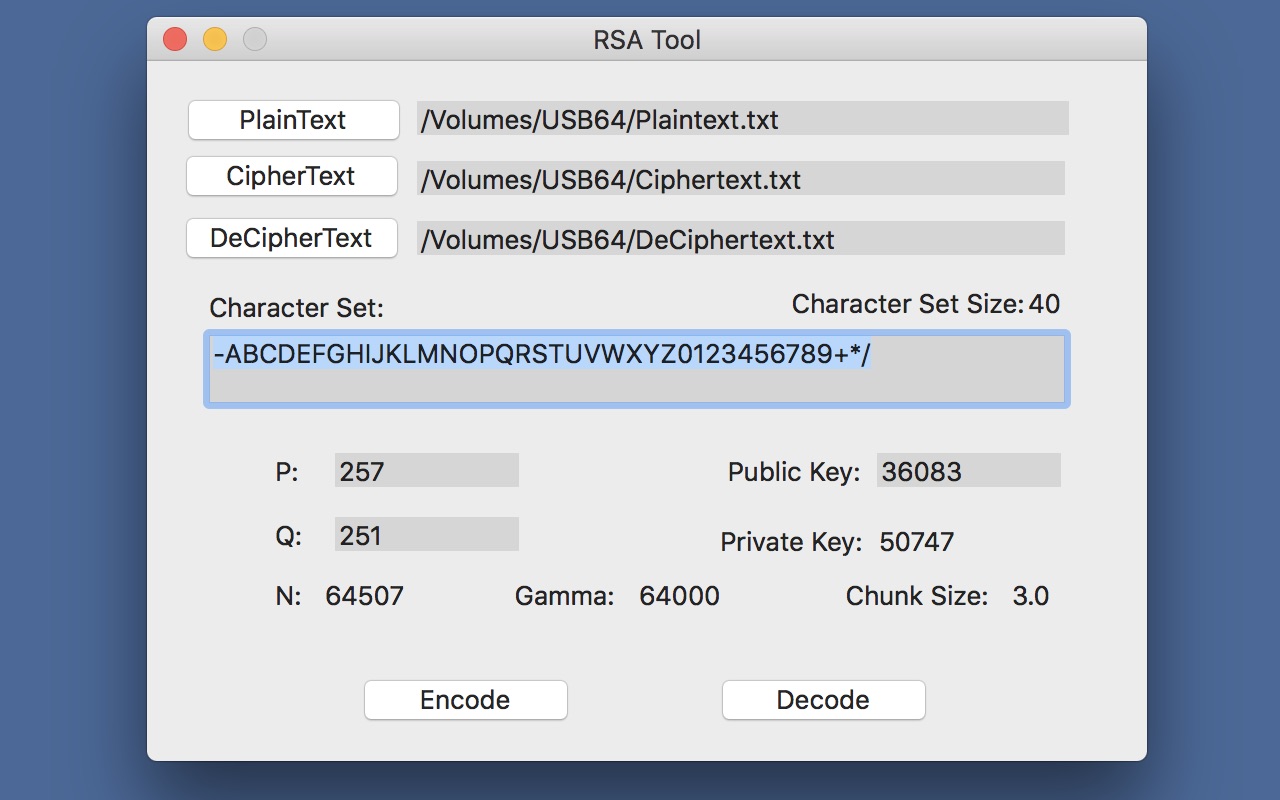 RSA Tool
PlainText /Volumes/USB64/Plaintext.txt
CipherText /Volumes/USB64/Ciphertext.txt
DeCipherText /Volumes/USB64/DeCiphertext.txt
Character Set: Character Set Size: 40
-ABCDEFGHIJKLMNOPQRSTUVWXYZ0123456789+*/
P: 257 Public Key: 36083
Q: 251 Private Key: 50747
N: 64507 Gamma: 64000 Chunk Size: 3.0
Encode Decode